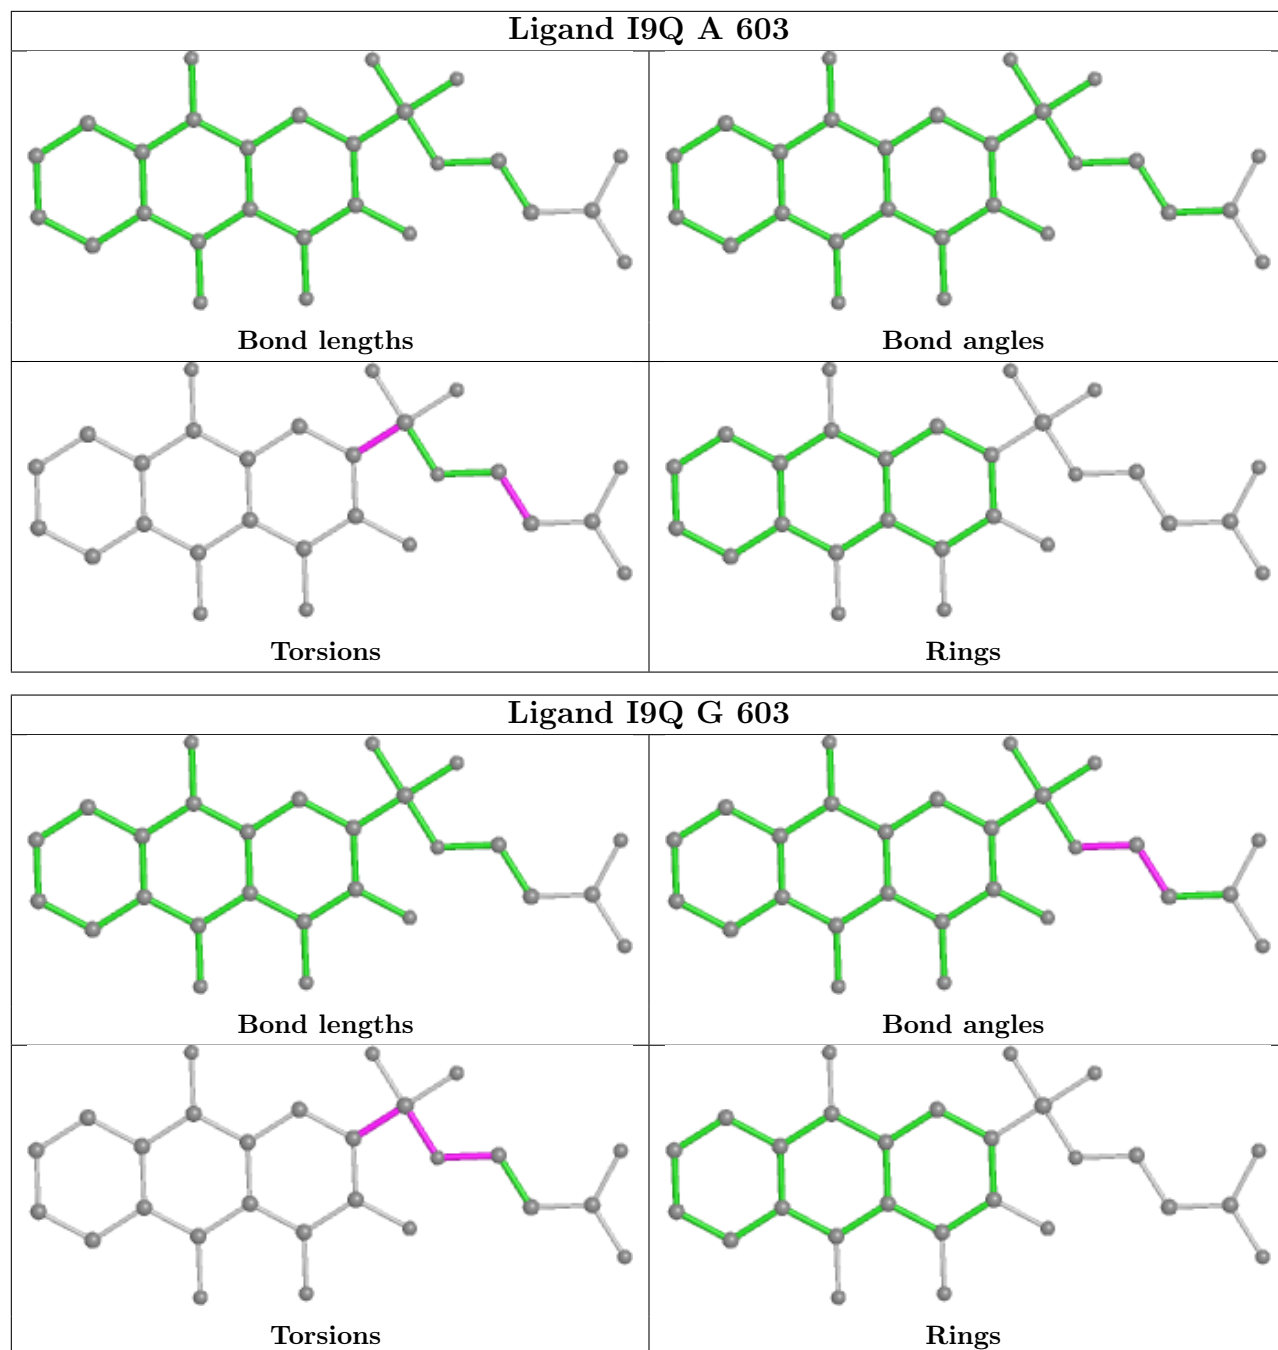 Ligand I9Q A 603
Bond lengths
Bond angles
Torsions
Rings
Ligand I9Q G 603
Bond lengths
Bond angles
Torsions
Rings